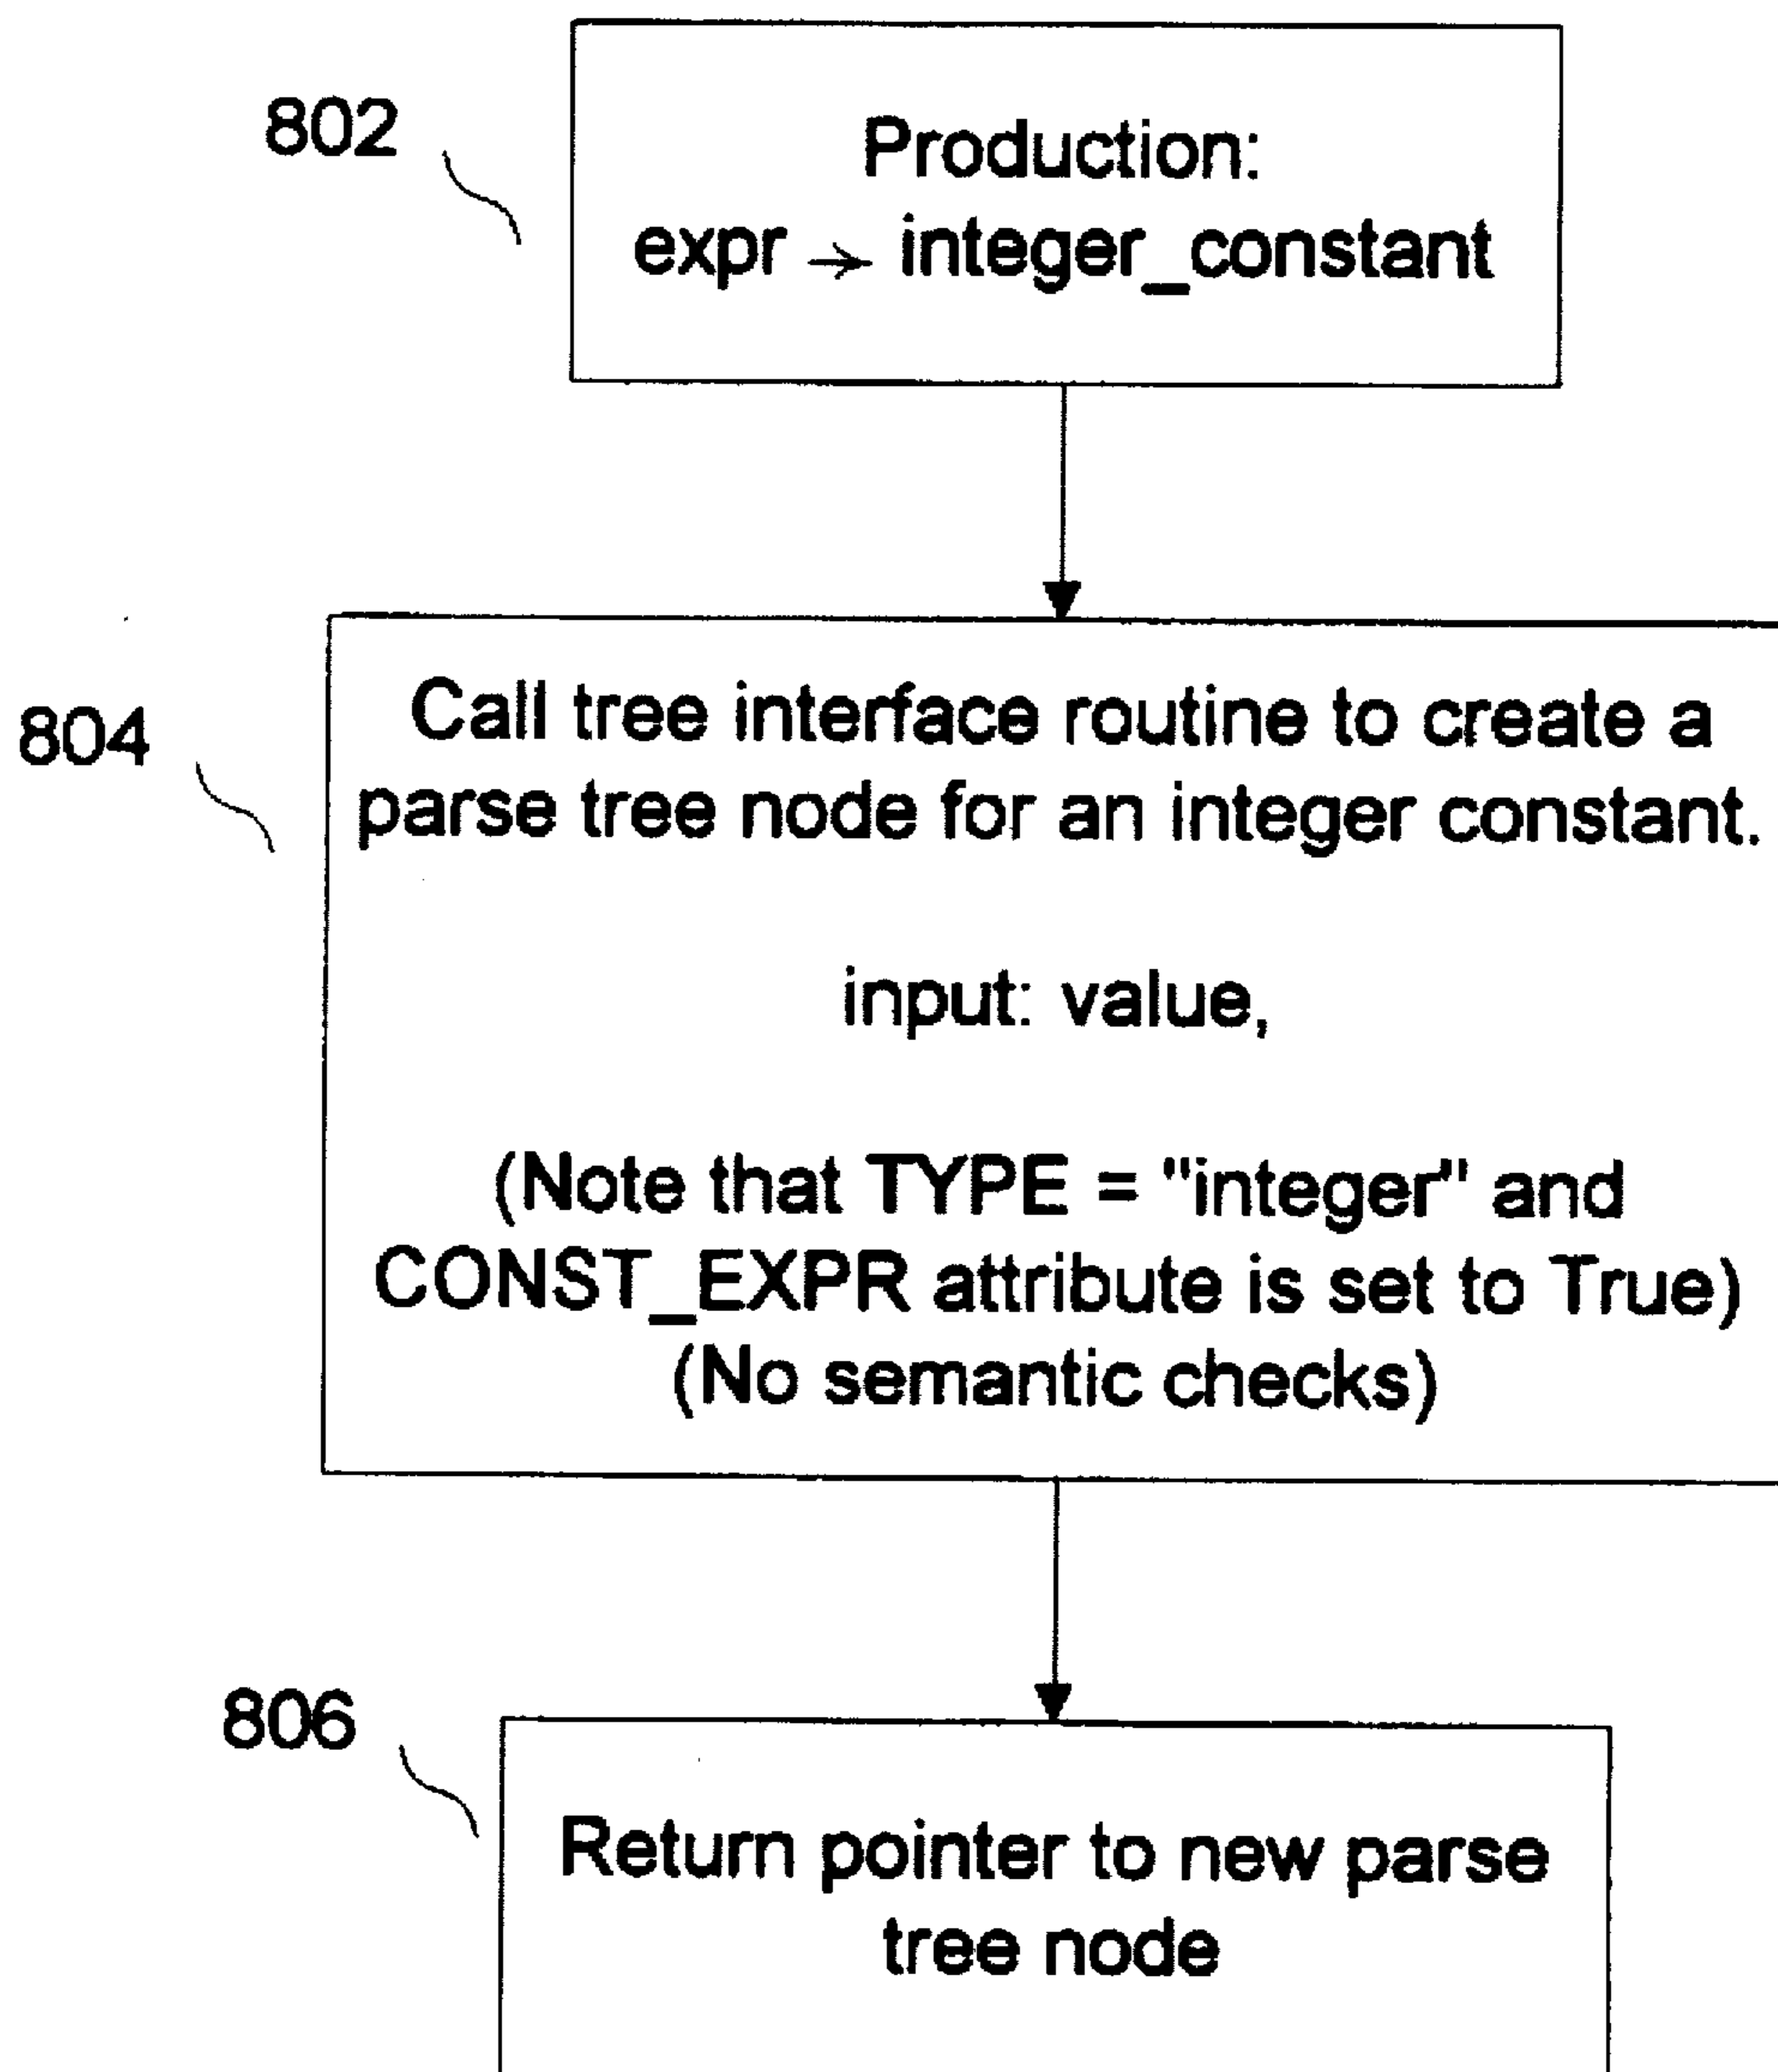 802
Production:
expr → integer_constant
804
Call tree interface routine to create a
parse tree node for an integer constant.
input: value,
(Note that TYPE = "integer" and
CONST_EXPR attribute is set to True)
(No semantic checks)
806
Return pointer to new parse
tree node